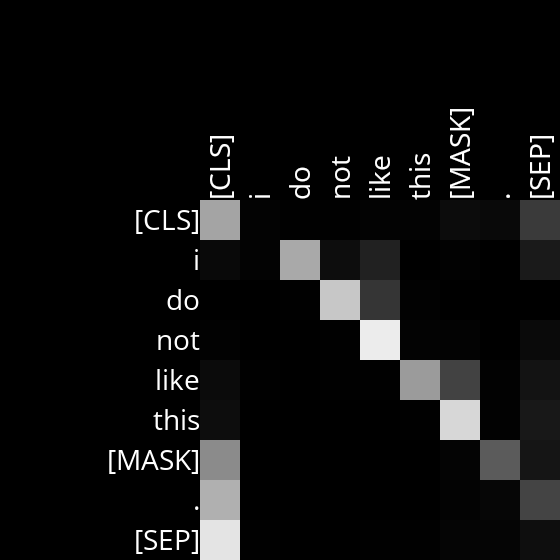 [CLS] i do not like this [MASK] . [SEP]
[CLS]
i
do
not
like
this
[MASK]
.
[SEP]